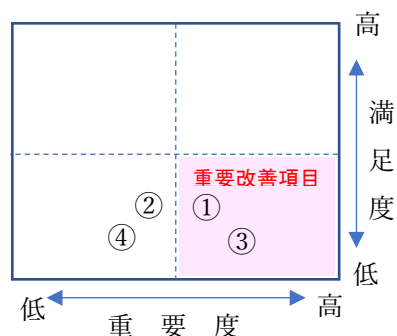 高
満
足
度
重要改善項目
②
①
④
③
低
低
高
重 要 度